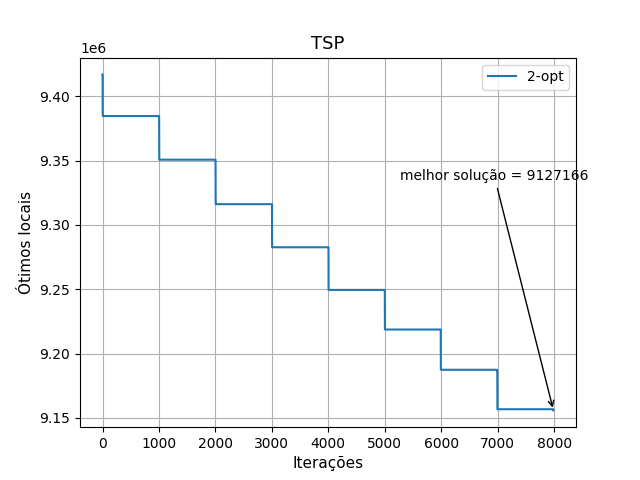 TSP
1e6
2-opt
9.40
9.35
9.30
9.25
9.20
9.15
melhor solução = 9127166
Ótimos locais
0 1000 2000 3000 4000 5000 6000 7000 8000
Iterações